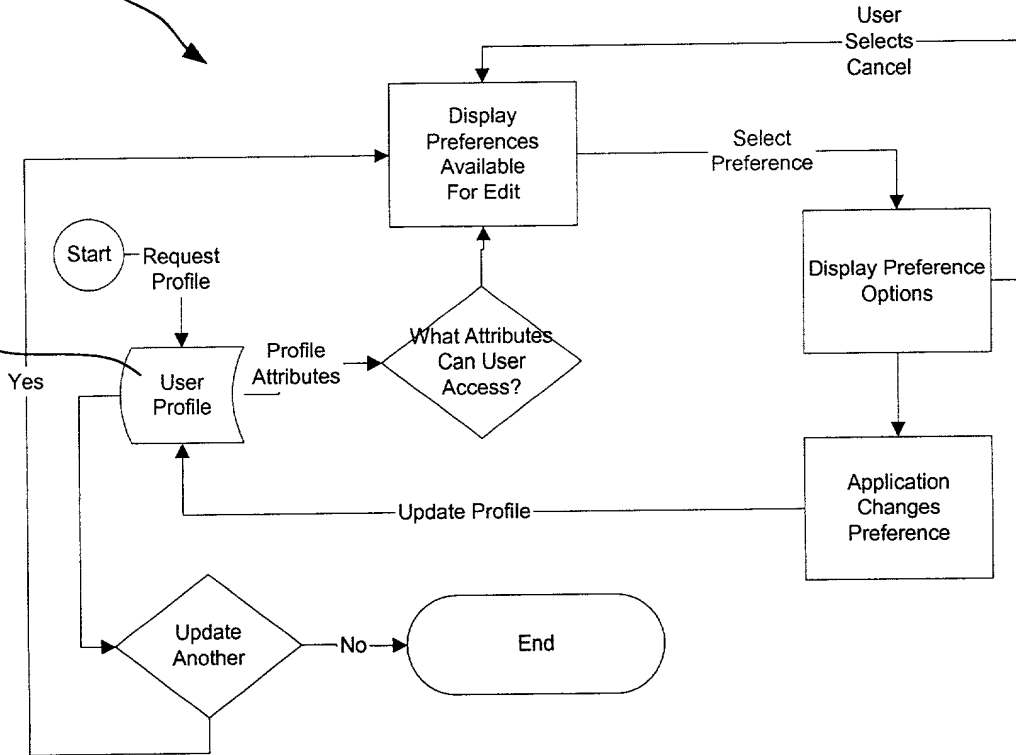 User
Selects
Cancel
Display
Preferences
Available
For Edit
Select
Preference
Start
Request
Profile
Display Preference
Options
What Attributes
Can User
Access?
Profile
Attributes
User
Profile
Yes
Application
Changes
Preference
Update Profile
Update
Another
No
End